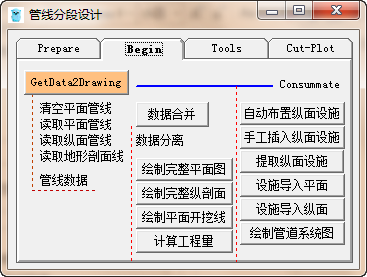 管线分段设计
Prepare
Begin
Tools
Cut-Plot
GetData2Drawing
Consummate
清空平面管线
读取平面管线
读取纵面管线
读取地形剖面线
管线数据
数据合并
数据分离
绘制完整平面图
绘制完整纵剖面
绘制平面开挖线
计算工程量
自动布置纵面设施
手工插入纵面设施
提取纵面设施
设施导入平面
设施导入纵面
绘制管道系统图